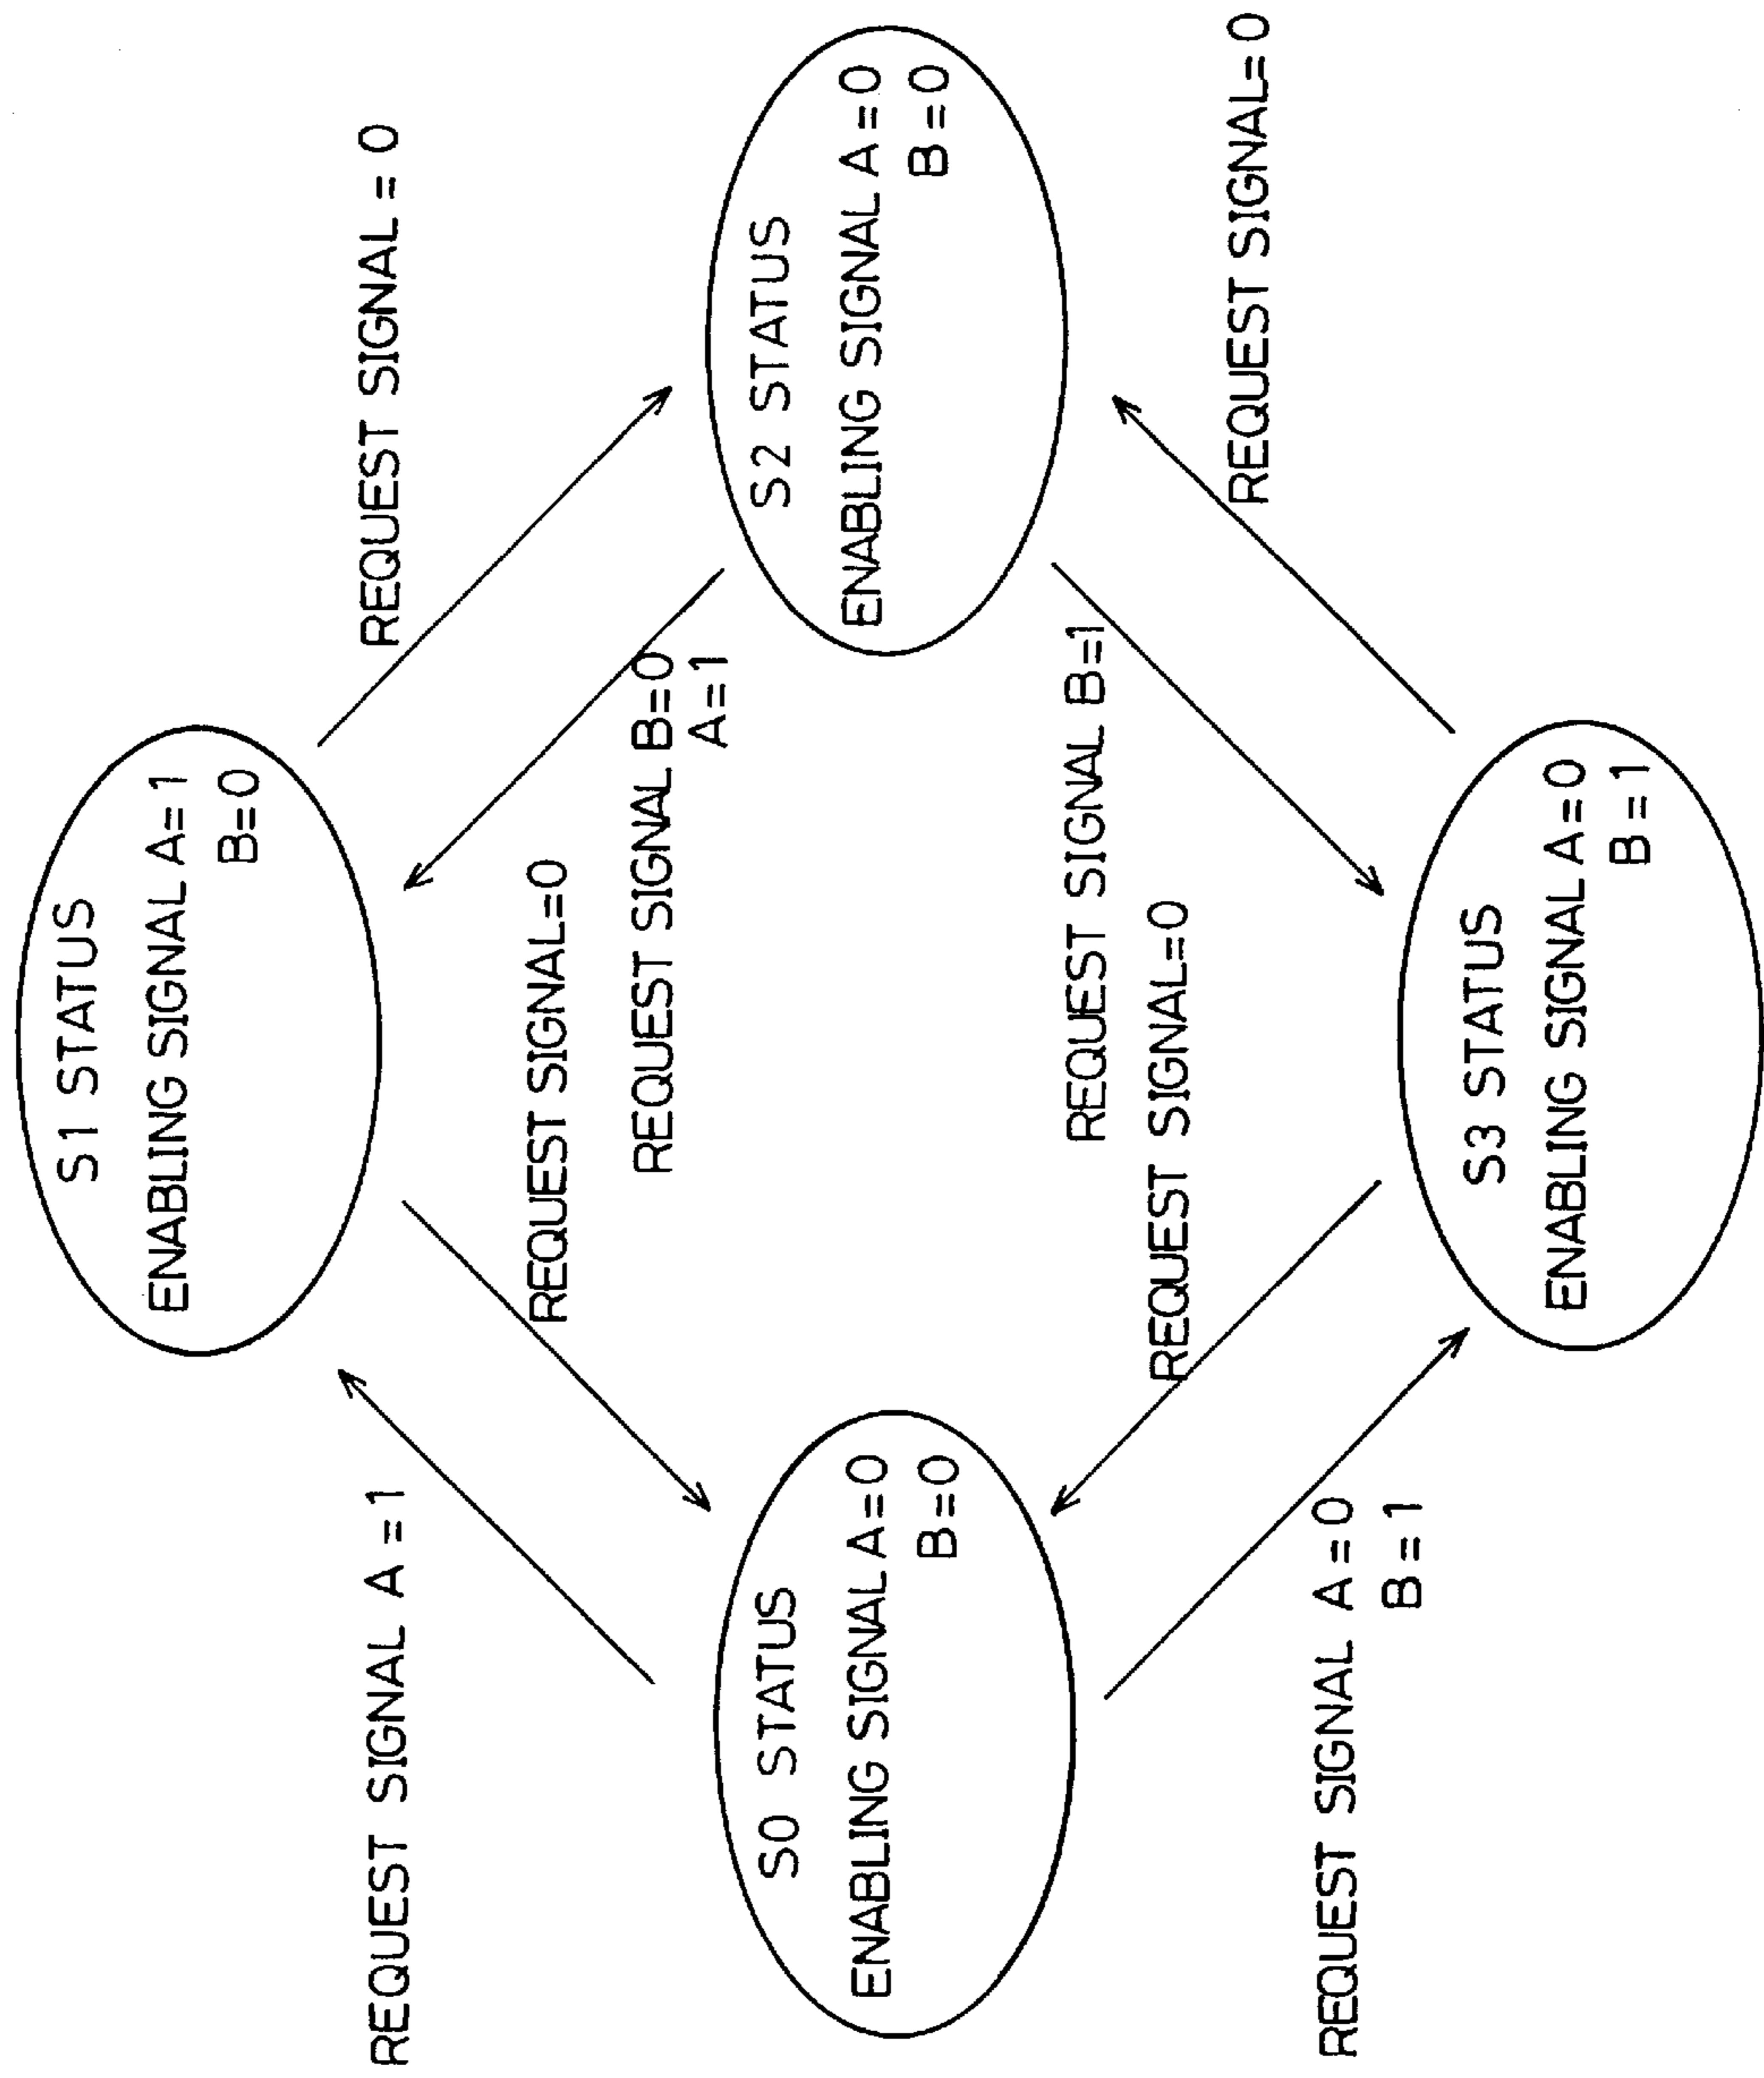 S1 STATUS
ENABLING SIGNAL A=1
B=0
REQUEST SIGNAL A =1
REQUEST SIGNAL = 0
REQUEST SIGNAL=0
REQUEST SIGNAL B=0
A=1
S0 STATUS
ENABLING SIGNAL A=0
B=0
S2 STATUS
ENABLING SIGNAL A =0
B =0
REQUEST SIGNAL B=1
REQUEST SIGNAL=0
REQUEST SIGNAL=0
REQUEST SIGNAL A =0
B =1
S3 STATUS
ENABLING SIGNAL A=0
B =1